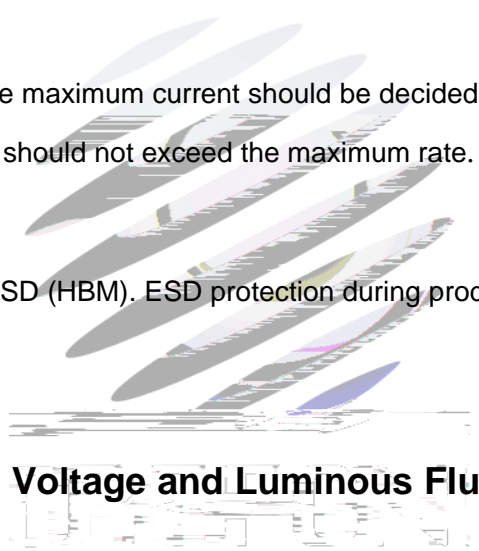 e maximum current should be decided
should not exceed the maximum rate.
SD (HBM). ESD protection during prod
Voltage and Luminous Flu